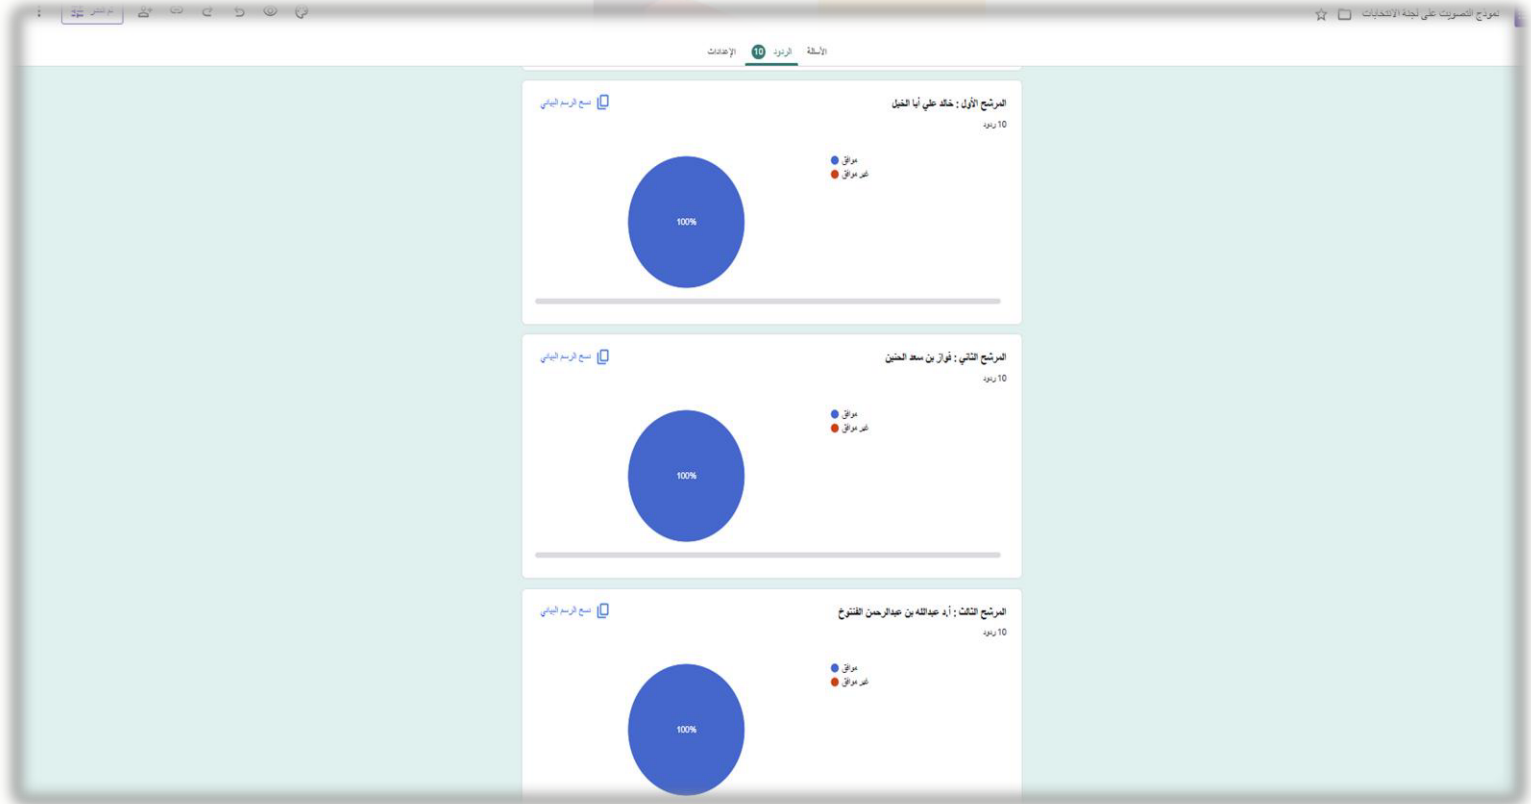 نموذج التصويت على لجنة الانتخابات
تم النشر
الأسئلة الردود 10 الإعدادات
المرشح الأول : خالد علي أبا الخيل
نسخ الرسم البياني
10 ردود
موافق
غير موافق
100%
المرشح الثاني : فواز بن سعد الحنين
نسخ الرسم البياني
10 ردود
موافق
غير موافق
100%
المرشح الثالث : أ.د عبدالله بن عبدالرحمن الفنتوخ
نسخ الرسم البياني
10 ردود
موافق
غير موافق
100%